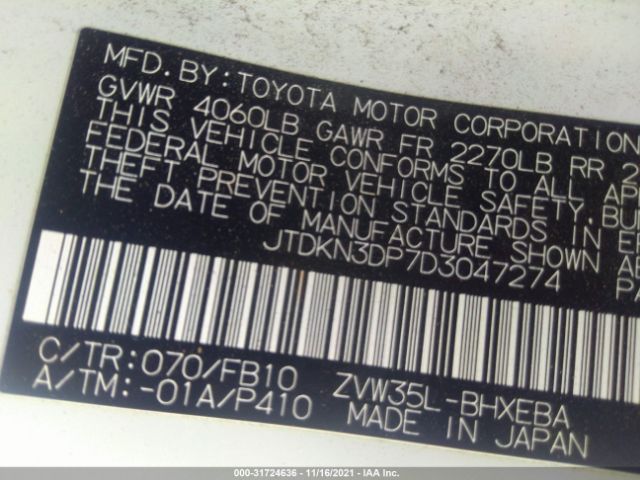 MFD. BY: TOYOTA MOTOR CORPORATION
GVWR 4060LB GAWR FR 2270LB RR 2
THIS VEHICLE CONFORMS TO ALL
FEDERAL MOTOR VEHICLE SAFETY,
THEFT PREVENTION STANDARDS IN
THE DATE OF MANUFACTURE SHOWN
JTDKN3DP7D3047274
C/TR:070/FB10 ZVW35L-BHXEBA
A/TM:-01A/P410 MADE IN JAPAN
000-31724636 - 11/16/2021 - IAA Inc.